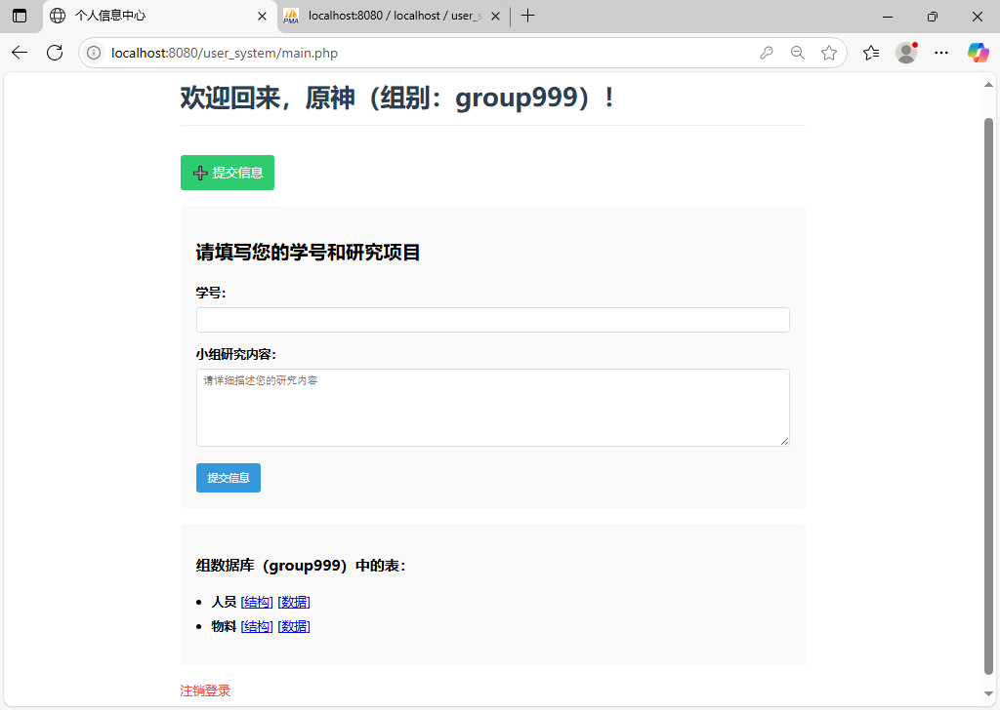 个人信息中心
localhost:8080 / localhost / user_s
PMA
localhost:8080/user_system/main.php
欢迎回来，原神（组别：group999）！
提交信息
请填写您的学号和研究项目
学号：
小组研究内容：
请详细描述您的研究内容
提交信息
组数据库（group999）中的表：
人员 [结构] [数据]
物料 [结构] [数据]
注销登录